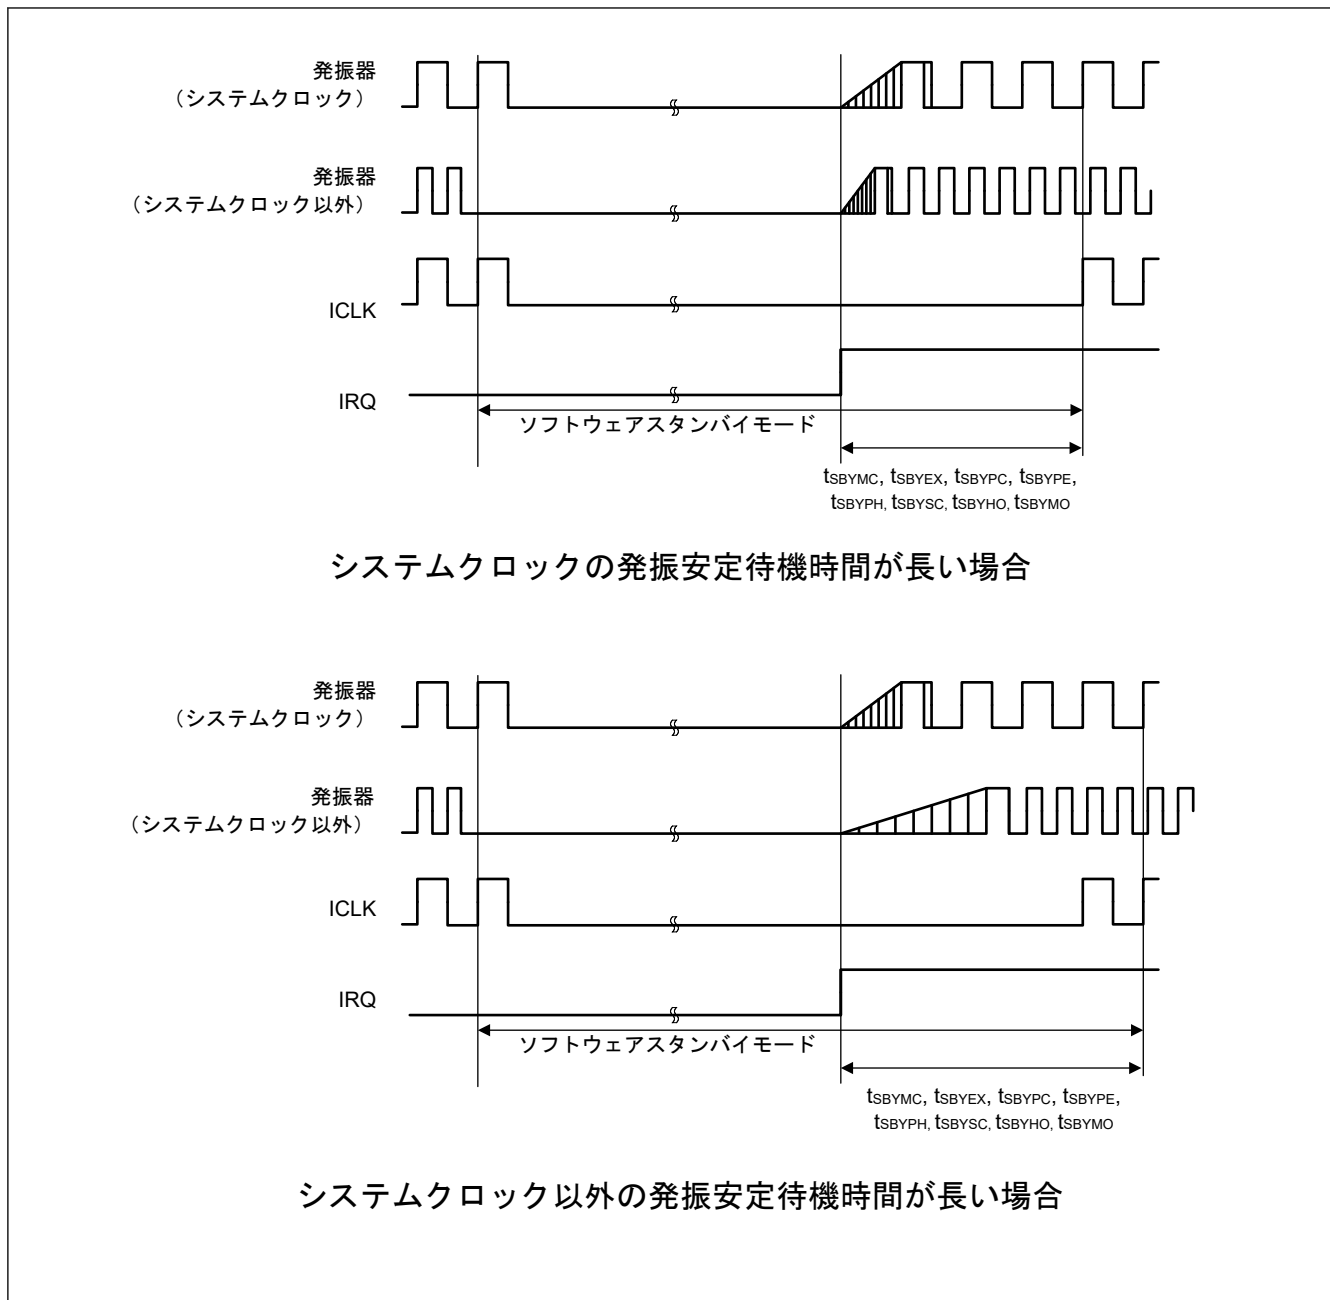 発振器
（システムクロック）
発振器
（システムクロック以外）
ICLK
IRQ
ソフトウェアスタンバイモード
tSBYMC, tSBYEX, tSBYPC, tSBYPE,
tSBYPH, tSBYSC, tSBYHO, tSBYMO
システムクロックの発振安定待機時間が長い場合
発振器
（システムクロック）
発振器
（システムクロック以外）
ICLK
IRQ
ソフトウェアスタンバイモード
tSBYMC, tSBYEX, tSBYPC, tSBYPE,
tSBYPH, tSBYSC, tSBYHO, tSBYMO
システムクロック以外の発振安定待機時間が長い場合